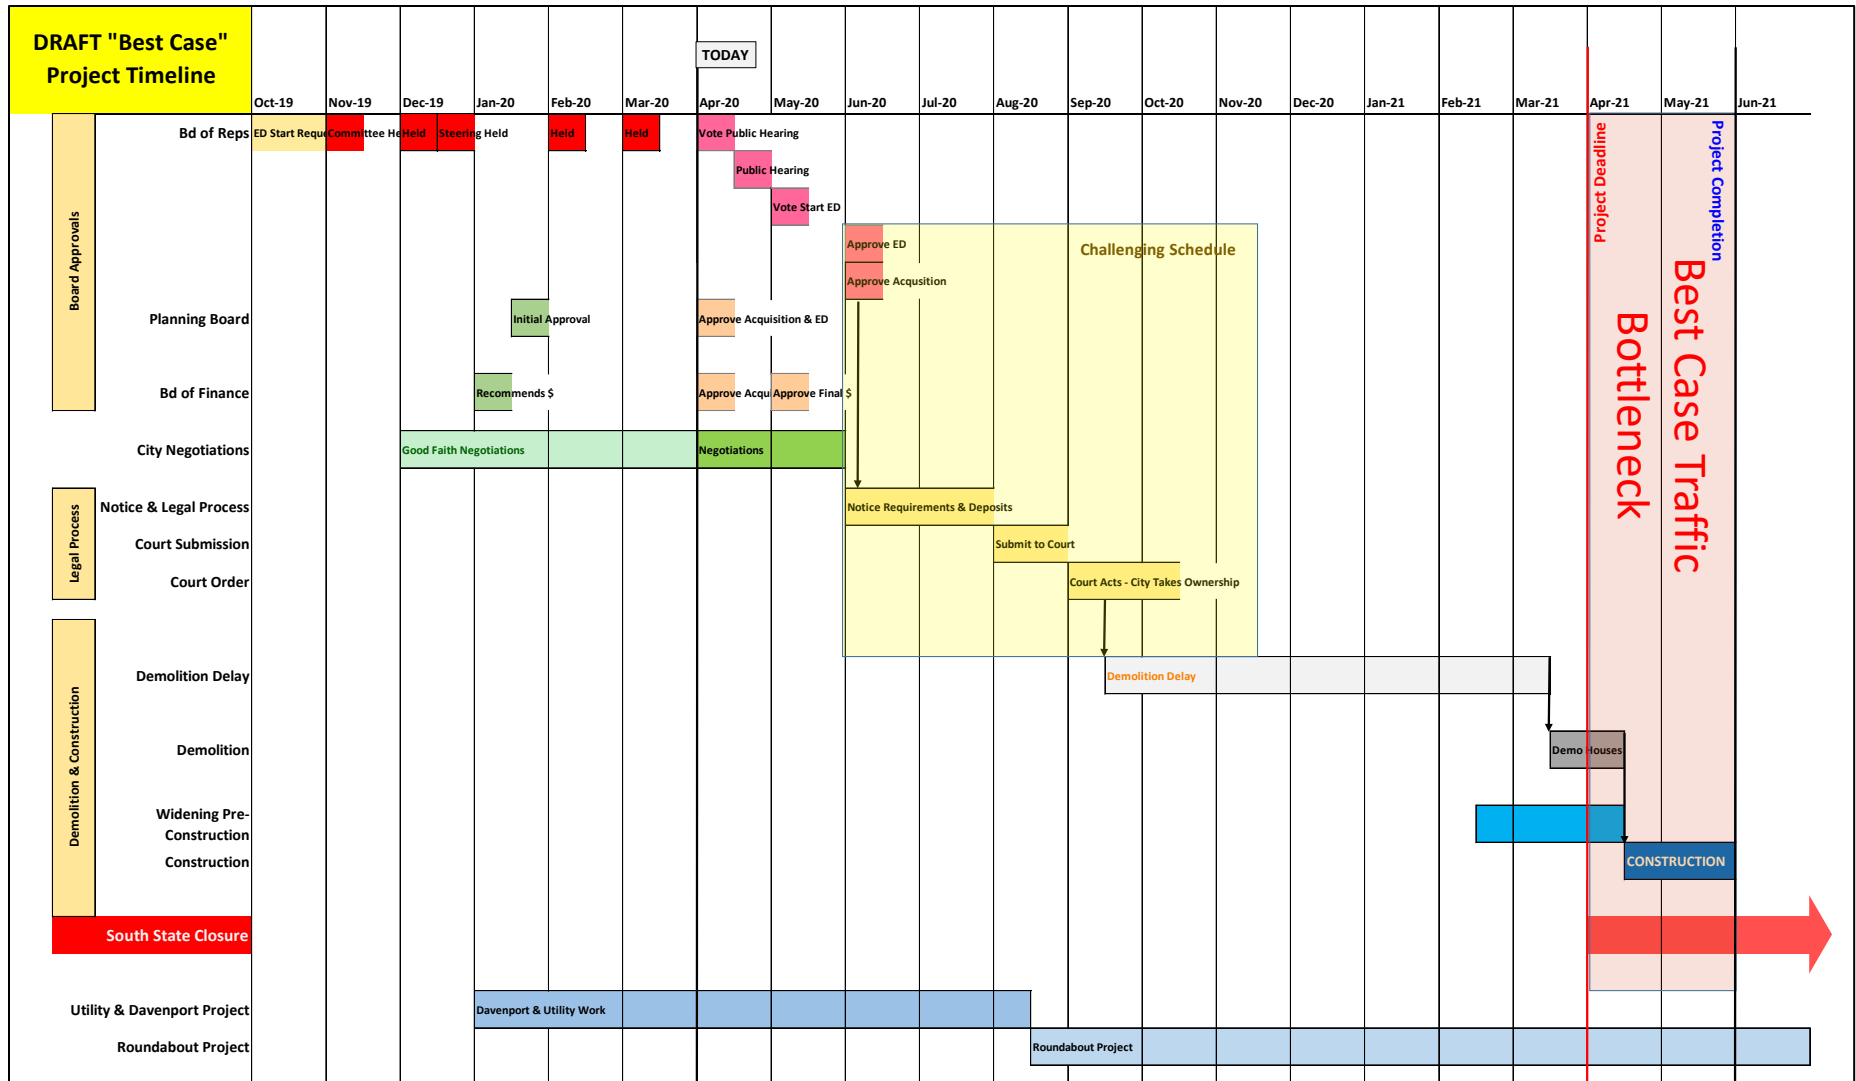 DRAFT "Best Case"
Project Timeline
TODAY
Oct-19 Nov-19 Dec-19 Jan-20 Feb-20 Mar-20 Apr-20 May-20 Jun-20 Jul-20 Aug-20 Sep-20 Oct-20 Nov-20 Dec-20 Jan-21 Feb-21 Mar-21 Apr-21 May-21 Jun-21
Board Approvals
Bd of Reps ED Start Reque Committee He Held Steering Held Held Held Vote Public Hearing
Public Hearing
Vote Start ED
Approve ED
Challenging Schedule
Approve Acqusition
Planning Board Initial Approval Approve Acquisition & ED
Bd of Finance Recommends $ Approve Acqu Approve Final $
City Negotiations Good Faith Negotiations Negotiations
Legal Process
Notice & Legal Process Notice Requirements & Deposits
Court Submission Submit to Court
Court Order Court Acts - City Takes Ownership
Demolition & Construction
Demolition Delay Demolition Delay
Demolition Demo Houses
Widening Pre-
Construction
Construction CONSTRUCTION
South State Closure
Utility & Davenport Project Davenport & Utility Work
Roundabout Project Roundabout Project
Project Deadline
Project Completion
Best Case Traffic
Bottleneck